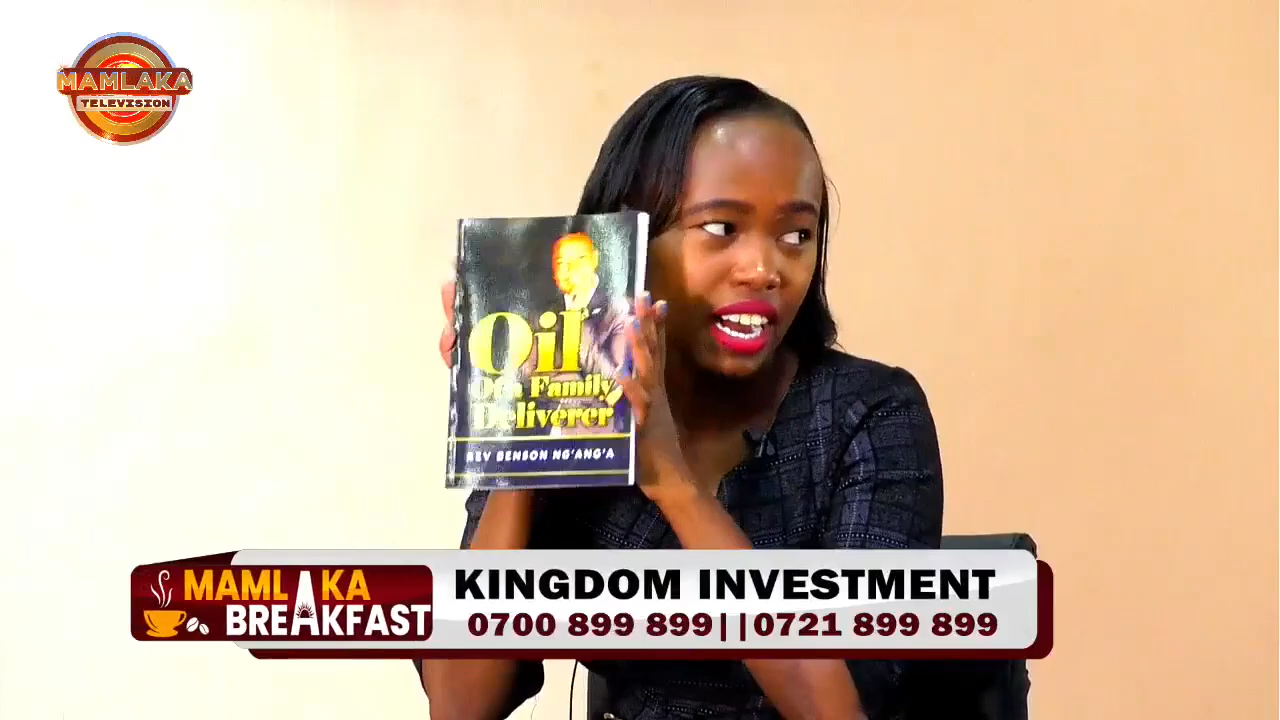 MAMLAKA
TELEVISION
Oil
Of a Family
Deliverer
REV BENSON NG'ANG'A
MAMLAKA
BREAKFAST
KINGDOM INVESTMENT
0700 899 899||0721 899 899